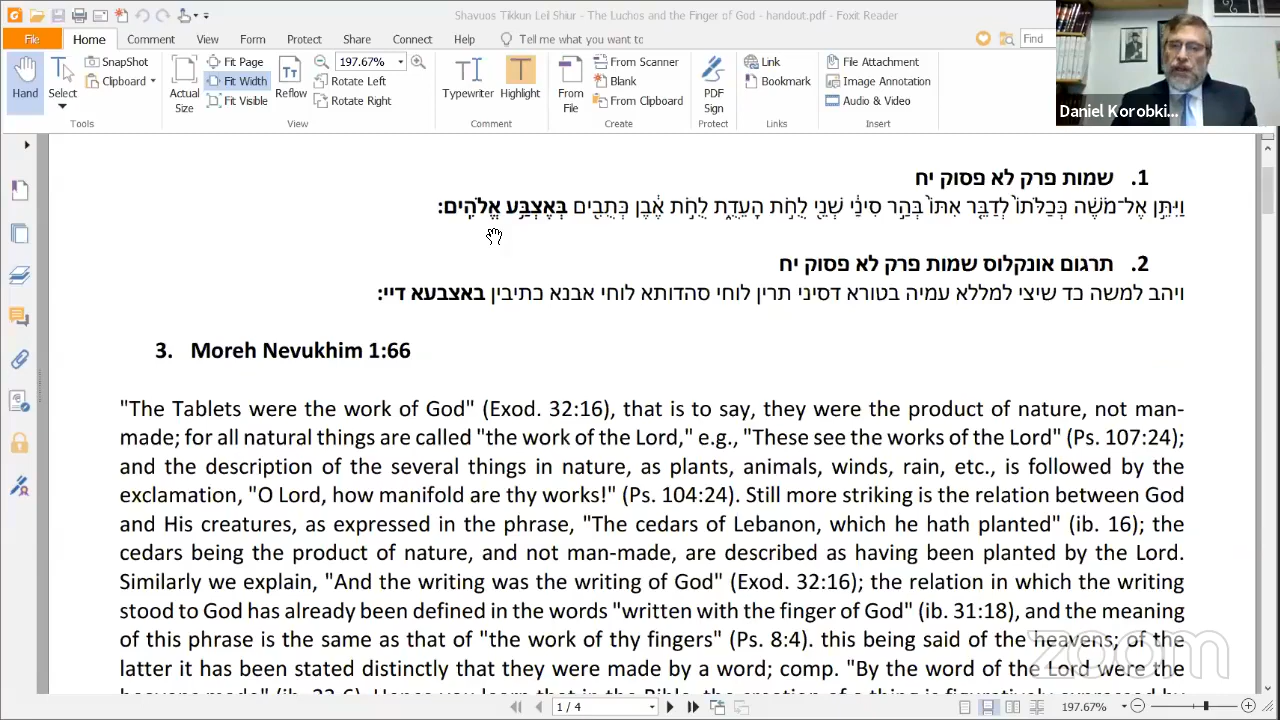 Shavuos Tikkun Leil Shiur - The Luchos and the Finger of God - handout.pdf - Foxit Reader
File Home Comment View Form Protect Share Connect Help Tell me what you want to Find
SnapShot Clipboard Fit Page Fit Width Fit Visible 197.67% Rotate Left Rotate Right From Scanner Blank From Clipboard Link Bookmark File Attachment Image Annotation Audio & Video
Hand Select Actual Size Reflow Typewriter Highlight From File PDF Sign
Tools View Comment Create Protect Links Insert
Daniel Korobki...
1. שמות פרק לא פסוק יח
וַיִּתֵּ֣ן אֶל־מֹשֶׁ֗ה כְּכַלֹּתוֹ֙ לְדַבֵּ֤ר אִתּוֹ֙ בְּהַ֣ר סִינַ֔י שְׁנֵ֖י לֻחֹ֣ת הָעֵדֻ֑ת לֻחֹ֣ת אֶ֔בֶן כְּתֻבִ֖ים בְּאֶצְבַּ֥ע אֱלֹהִֽים:
2. תרגום אונקלוס שמות פרק לא פסוק יח
ויהב למשה כד שיצי למללא עמיה בטורא דסיני תרין לוחי סהדותא לוחי אבנא כתיבין באצבעא דיי:
3. Moreh Nevukhim 1:66
"The Tablets were the work of God" (Exod. 32:16), that is to say, they were the product of nature, not man-
made; for all natural things are called "the work of the Lord," e.g., "These see the works of the Lord" (Ps. 107:24);
and the description of the several things in nature, as plants, animals, winds, rain, etc., is followed by the
exclamation, "O Lord, how manifold are thy works!" (Ps. 104:24). Still more striking is the relation between God
and His creatures, as expressed in the phrase, "The cedars of Lebanon, which he hath planted" (ib. 16); the
cedars being the product of nature, and not man-made, are described as having been planted by the Lord.
Similarly we explain, "And the writing was the writing of God" (Exod. 32:16); the relation in which the writing
stood to God has already been defined in the words "written with the finger of God" (ib. 31:18), and the meaning
of this phrase is the same as that of "the work of thy fingers" (Ps. 8:4). this being said of the heavens; of the
latter it has been stated distinctly that they were made by a word; comp. "By the word of the Lord were the
zoom
1 / 4 197.67%